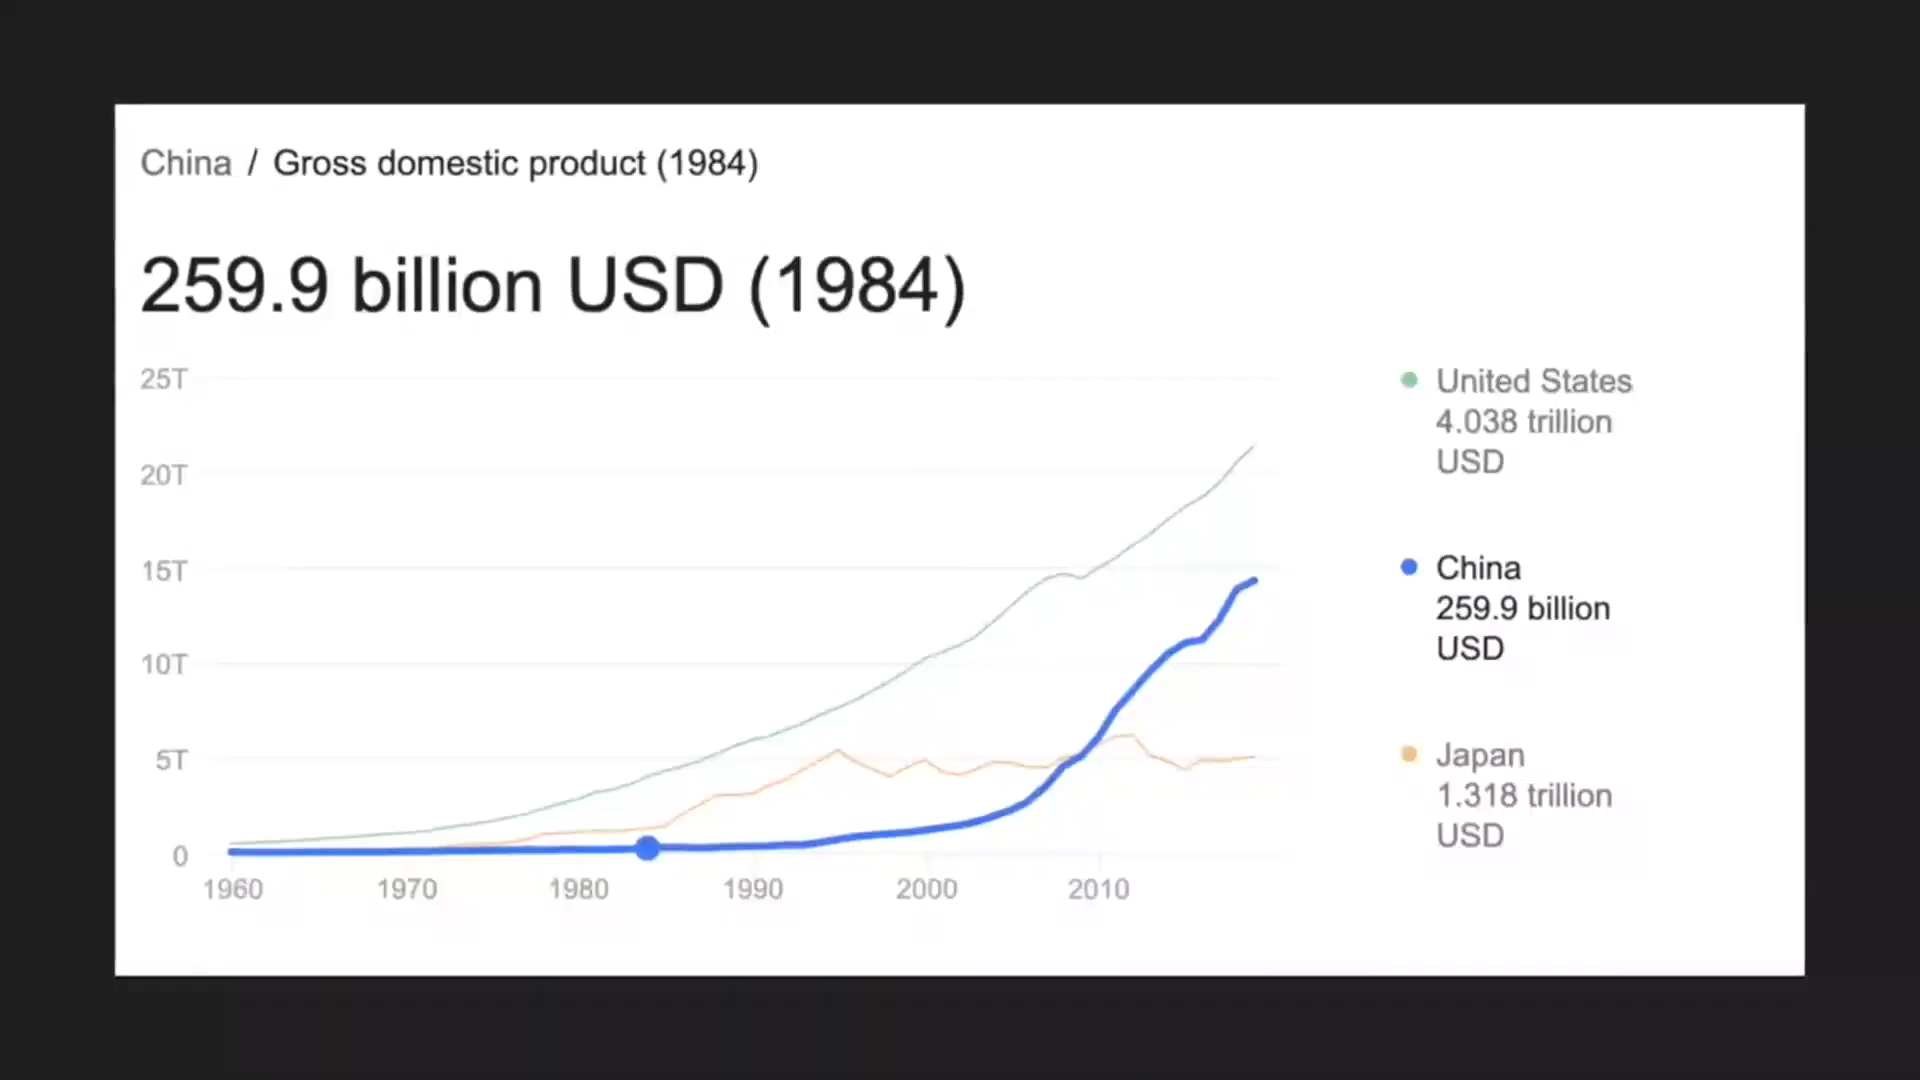 China / Gross domestic product (1984)
259.9 billion USD (1984)
25T
20T
15T
10T
5T
0
1960 1970 1980 1990 2000 2010
United States
4.038 trillion
USD
China
259.9 billion
USD
Japan
1.318 trillion
USD